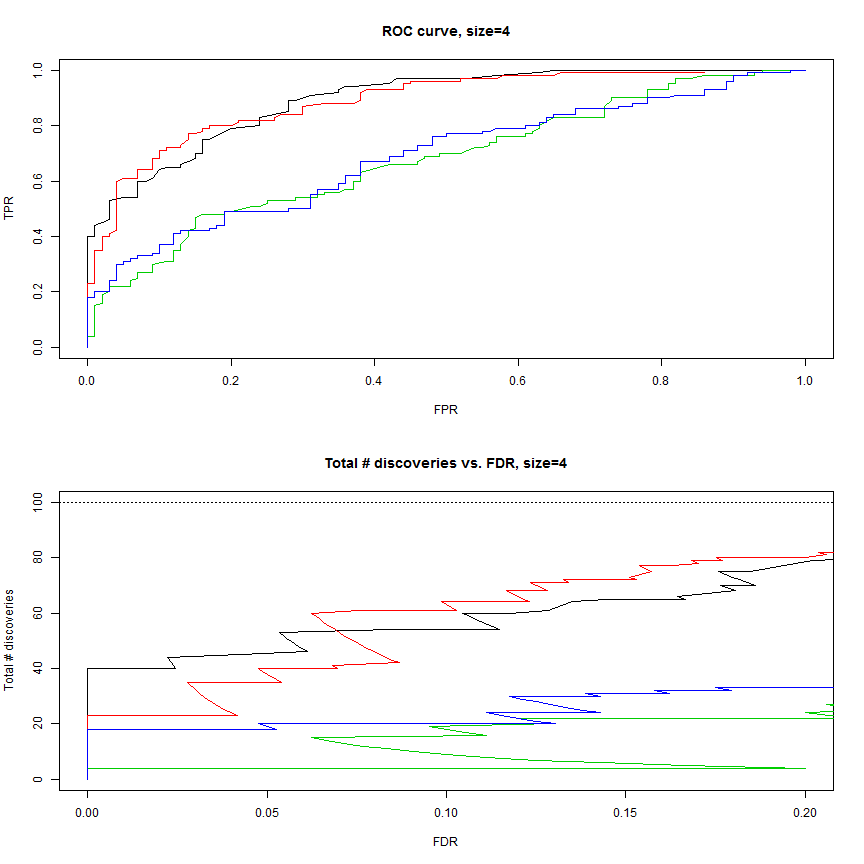 ROC curve, size=4
1.0
0.8
0.6
0.4
0.2
0.0
TPR
0.0 0.2 0.4 0.6 0.8 1.0
FPR
Total # discoveries vs. FDR, size=4
100
80
60
40
20
0
Total # discoveries
0.00 0.05 0.10 0.15 0.20
FDR